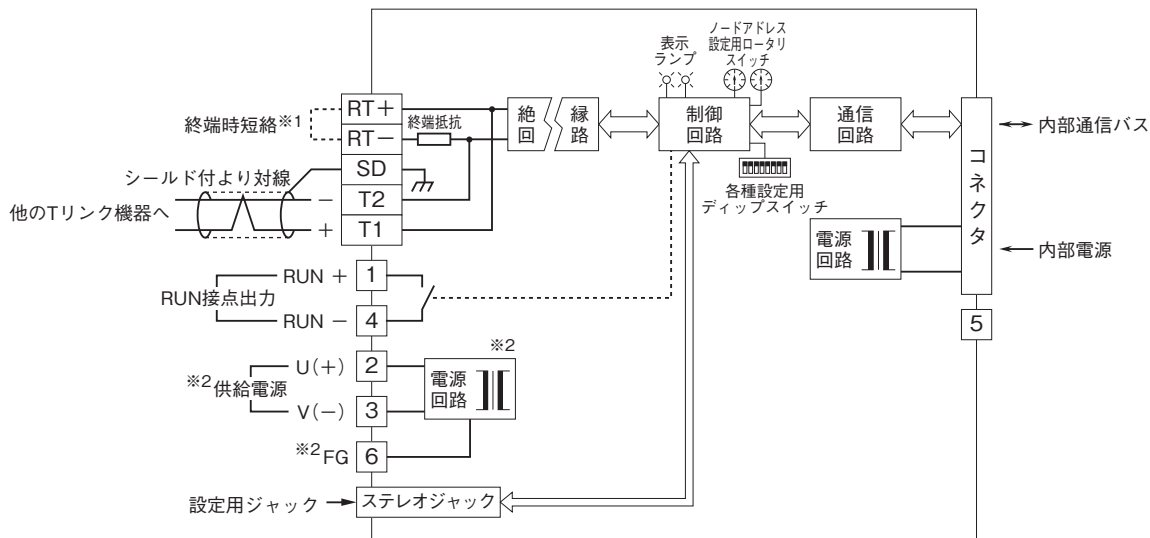 ノードアドレス
設定用ロータリ
スイッチ
表示
ランプ
RT＋
RT－
SD
T2
T1
終端時短絡※1
終端抵抗
絶縁
回路
制御
回路
通信
回路
コネクタ
内部通信バス
シールド付より対線
他のTリンク機器へ
－
＋
各種設定用
ディップスイッチ
電源
回路
内部電源
RUN＋
1
RUN接点出力
RUN－
4
5
※2
U(＋)
2
※2供給電源
V(－)
3
電源
回路
※2FG
6
設定用ジャック
ステレオジャック